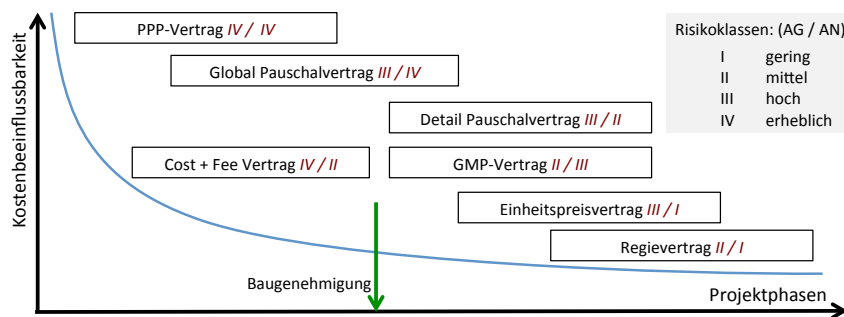 PPP-Vertrag IV / IV
Risikoklassen: (AG / AN)
I gering
II mittel
III hoch
IV erheblich
Global Pauschalvertrag III / IV
Detail Pauschalvertrag III / II
Cost + Fee Vertrag IV / II
GMP-Vertrag II / III
Einheitspreisvertrag III / I
Regievertrag II / I
Baugenehmigung
Projektphasen
Kostenbeeinflussbarkeit